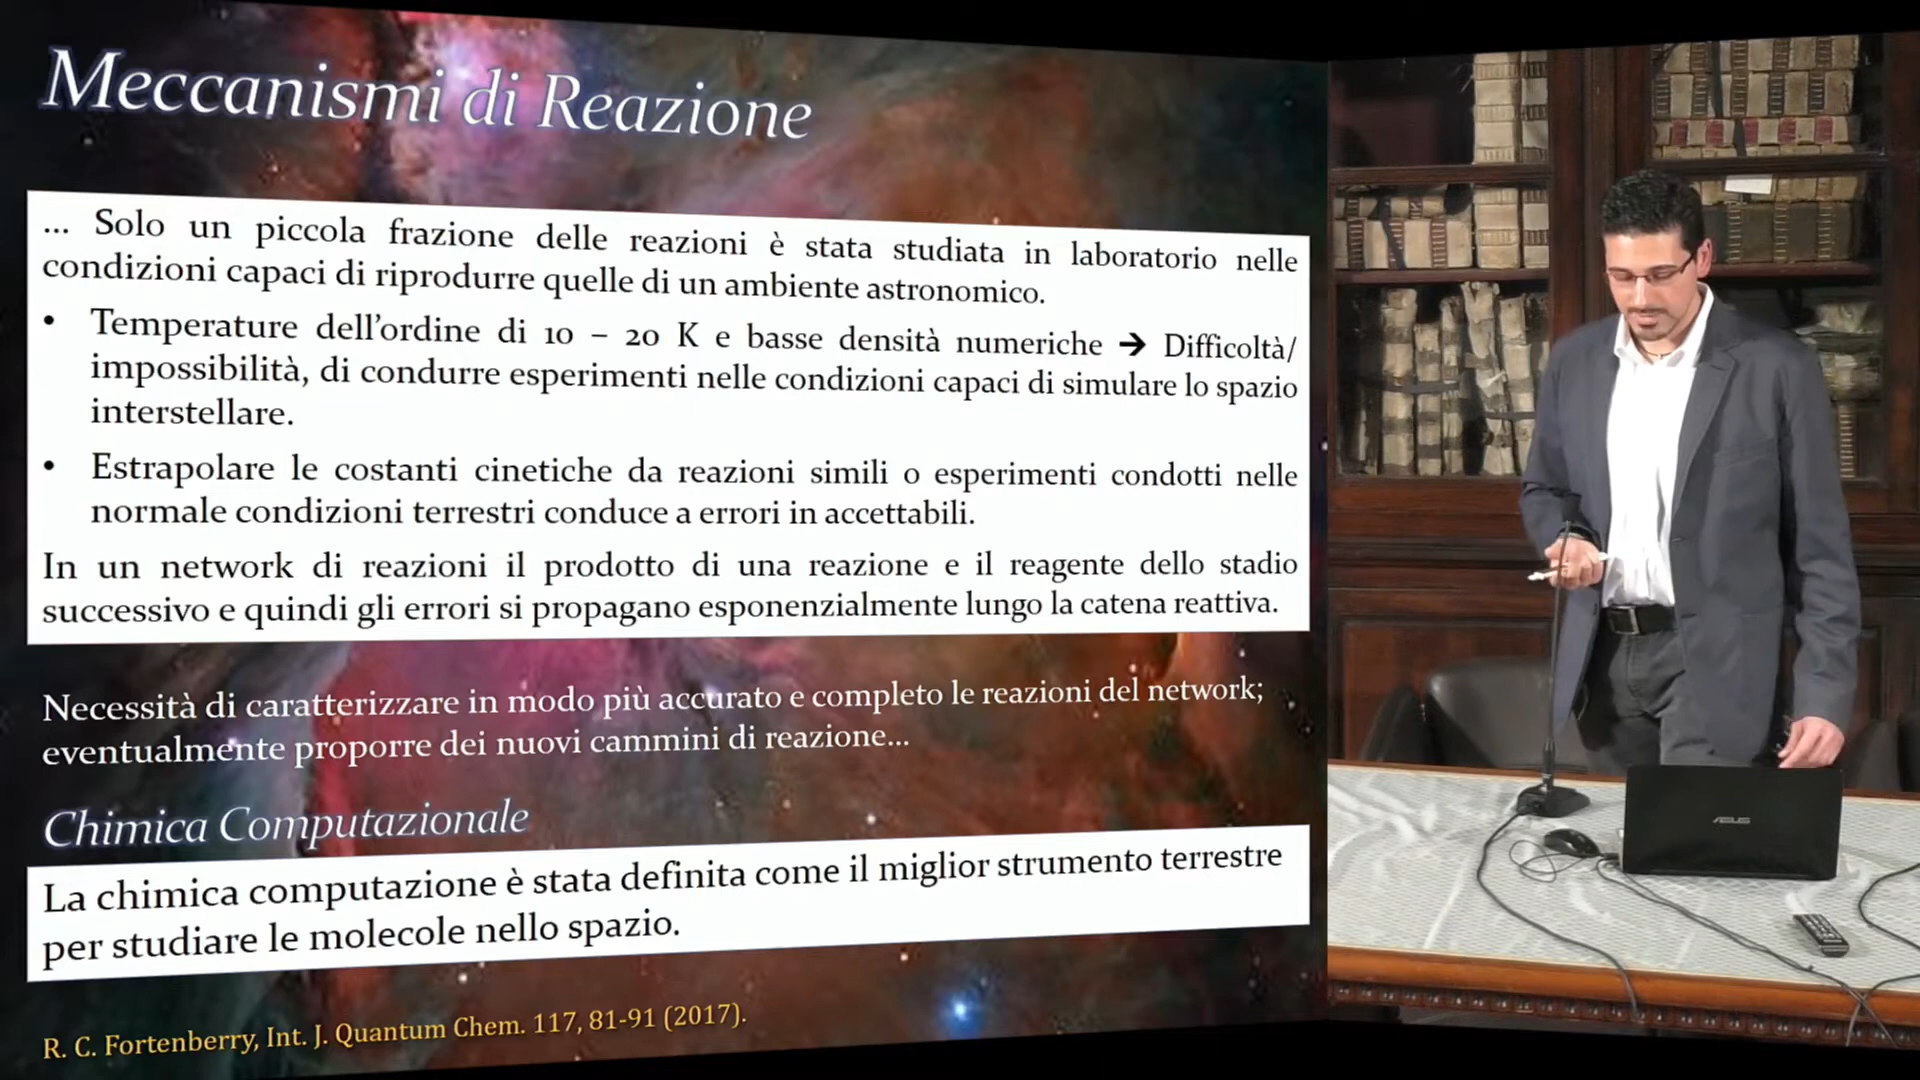 Meccanismi di Reazione
... Solo un piccola frazione delle reazioni è stata studiata in laboratorio nelle
condizioni capaci di riprodurre quelle di un ambiente astronomico.
• Temperature dell'ordine di 10 – 20 K e basse densità numeriche ➔ Difficoltà/
impossibilità, di condurre esperimenti nelle condizioni capaci di simulare lo spazio
interstellare.
• Estrapolare le costanti cinetiche da reazioni simili o esperimenti condotti nelle
normale condizioni terrestri conduce a errori in accettabili.
In un network di reazioni il prodotto di una reazione e il reagente dello stadio
successivo e quindi gli errori si propagano esponenzialmente lungo la catena reattiva.
Necessità di caratterizzare in modo più accurato e completo le reazioni del network;
eventualmente proporre dei nuovi cammini di reazione...
Chimica Computazionale
La chimica computazione è stata definita come il miglior strumento terrestre
per studiare le molecole nello spazio.
R. C. Fortenberry, Int. J. Quantum Chem. 117, 81-91 (2017).
ASUS